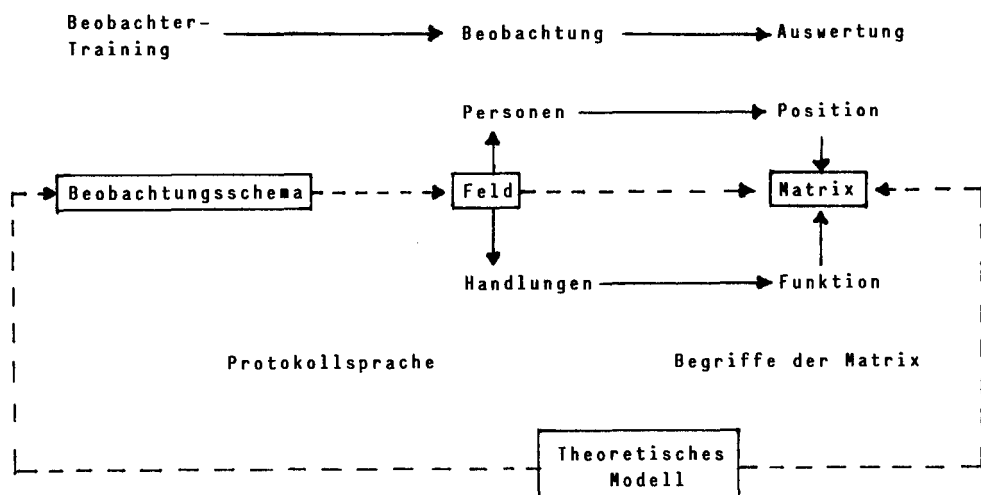 Beobachter-
Training
Beobachtung
Auswertung
Personen
Position
Beobachtungsschema
Feld
Matrix
Handlungen
Funktion
Protokollsprache
Begriffe der Matrix
Theoretisches
Modell